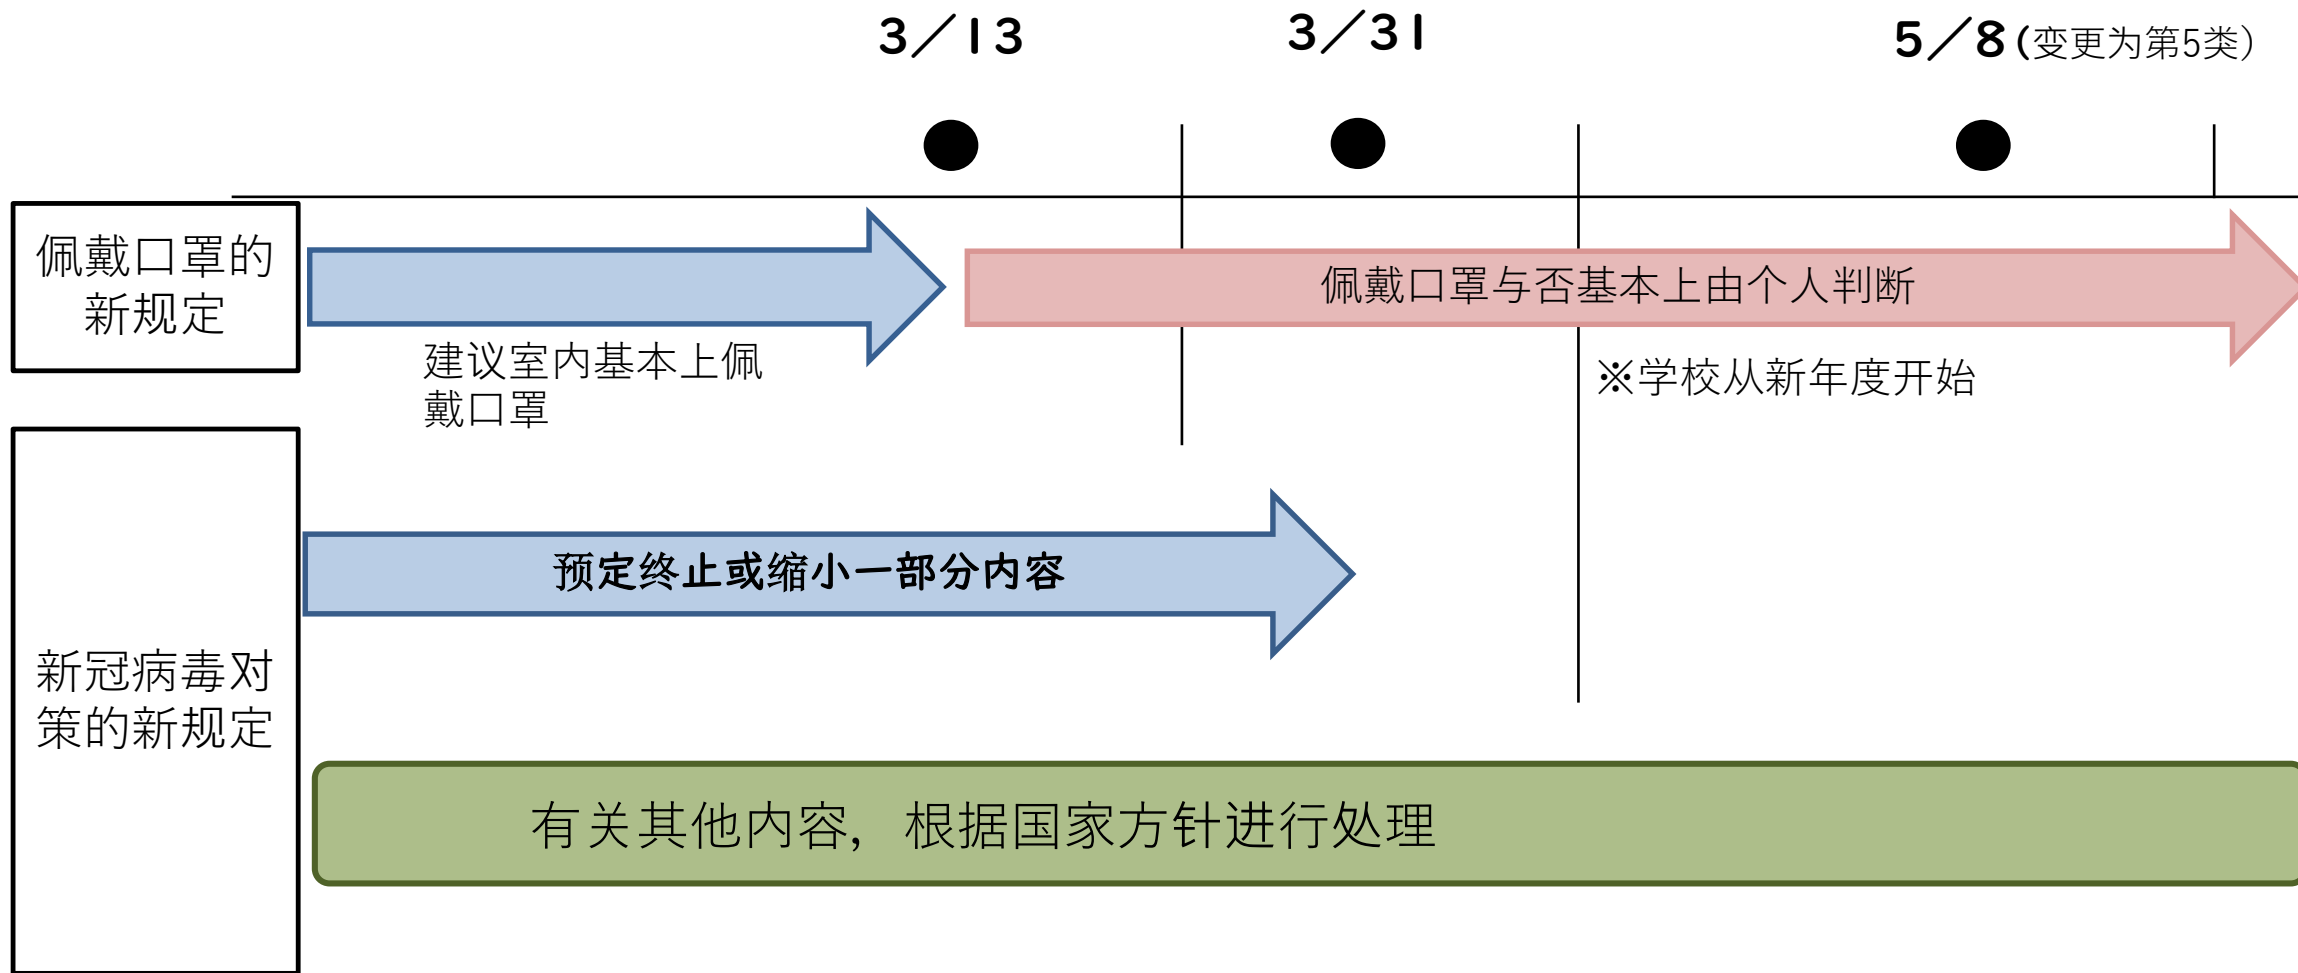 3／13
3／31
5／8(变更为第5类）
佩戴口罩的
新规定
佩戴口罩与否基本上由个人判断
建议室内基本上佩
戴口罩
※学校从新年度开始
预定终止或缩小一部分内容
新冠病毒对
策的新规定
有关其他内容，根据国家方针进行处理